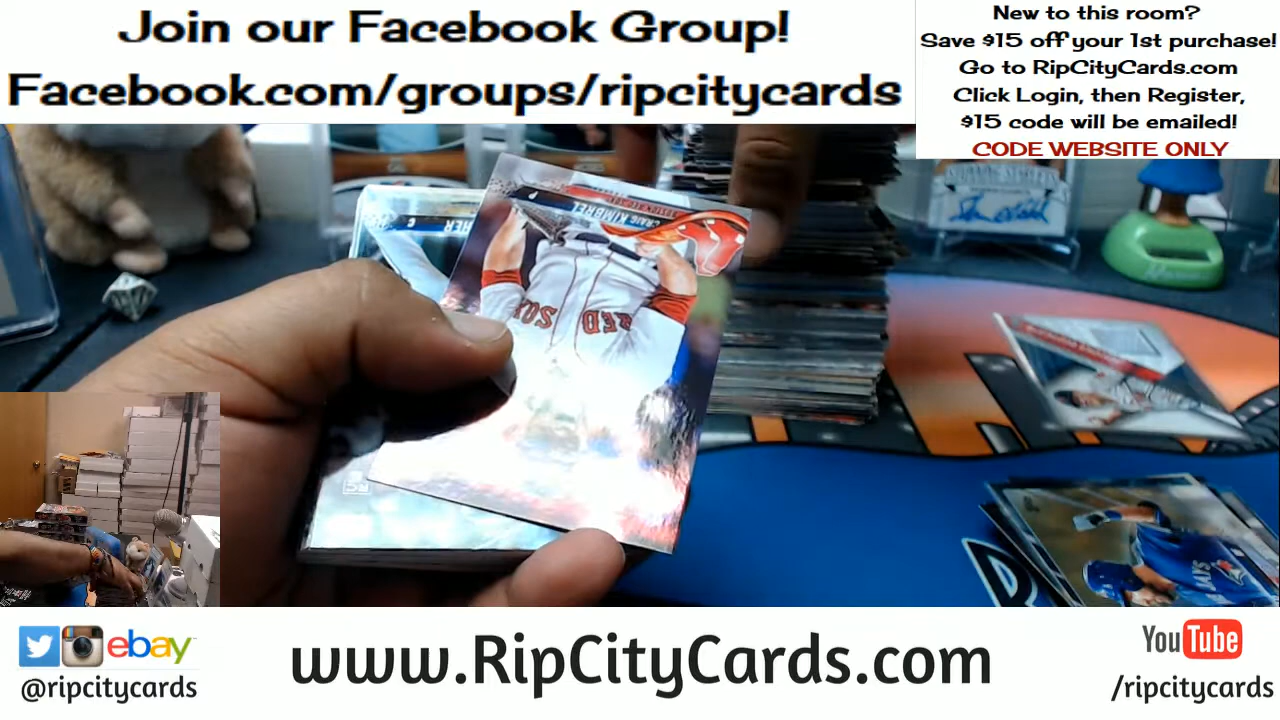 Join our Facebook Group!
Facebook.com/groups/ripcitycards
New to this room?
Save $15 off your 1st purchase!
Go to RipCityCards.com
Click Login, then Register,
$15 code will be emailed!
CODE WEBSITE ONLY
CRAIG KIMBREL
P
C
RED SOX
RC
JAYS
ebay
@ripcitycards
www.RipCityCards.com
YouTube
/ripcitycards